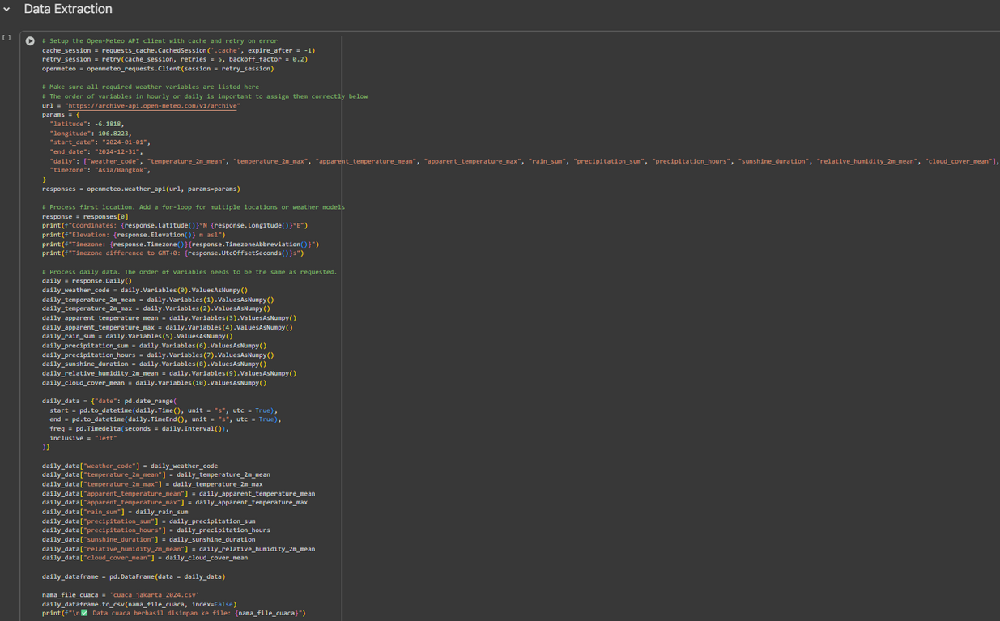 Data Extraction
[ ]
# Setup the Open-Meteo API client with cache and retry on error
cache_session = requests_cache.CachedSession('.cache', expire_after = -1)
retry_session = retry(cache_session, retries = 5, backoff_factor = 0.2)
openmeteo = openmeteo_requests.Client(session = retry_session)
# Make sure all required weather variables are listed here
# The order of variables in hourly or daily is important to assign them correctly below
url = "https://archive-api.open-meteo.com/v1/archive"
params = {
"latitude": -6.1818,
"longitude": 106.8223,
"start_date": "2024-01-01",
"end_date": "2024-12-31",
"daily": ["weather_code", "temperature_2m_mean", "temperature_2m_max", "apparent_temperature_mean", "apparent_temperature_max", "rain_sum", "precipitation_sum", "precipitation_hours", "sunshine_duration", "relative_humidity_2m_mean", "cloud_cover_mean"],
"timezone": "Asia/Bangkok",
}
responses = openmeteo.weather_api(url, params=params)
# Process first location. Add a for-loop for multiple locations or weather models
response = responses[0]
print(f"Coordinates: {response.Latitude()}°N {response.Longitude()}°E")
print(f"Elevation: {response.Elevation()} m asl")
print(f"Timezone: {response.Timezone()}{response.TimezoneAbbreviation()}")
print(f"Timezone difference to GMT+0: {response.UtcOffsetSeconds()}s")
# Process daily data. The order of variables needs to be the same as requested.
daily = response.Daily()
daily_weather_code = daily.Variables(0).ValuesAsNumpy()
daily_temperature_2m_mean = daily.Variables(1).ValuesAsNumpy()
daily_temperature_2m_max = daily.Variables(2).ValuesAsNumpy()
daily_apparent_temperature_mean = daily.Variables(3).ValuesAsNumpy()
daily_apparent_temperature_max = daily.Variables(4).ValuesAsNumpy()
daily_rain_sum = daily.Variables(5).ValuesAsNumpy()
daily_precipitation_sum = daily.Variables(6).ValuesAsNumpy()
daily_precipitation_hours = daily.Variables(7).ValuesAsNumpy()
daily_sunshine_duration = daily.Variables(8).ValuesAsNumpy()
daily_relative_humidity_2m_mean = daily.Variables(9).ValuesAsNumpy()
daily_cloud_cover_mean = daily.Variables(10).ValuesAsNumpy()
daily_data = {"date": pd.date_range(
start = pd.to_datetime(daily.Time(), unit = "s", utc = True),
end = pd.to_datetime(daily.TimeEnd(), unit = "s", utc = True),
freq = pd.Timedelta(seconds = daily.Interval()),
inclusive = "left"
)}
daily_data["weather_code"] = daily_weather_code
daily_data["temperature_2m_mean"] = daily_temperature_2m_mean
daily_data["temperature_2m_max"] = daily_temperature_2m_max
daily_data["apparent_temperature_mean"] = daily_apparent_temperature_mean
daily_data["apparent_temperature_max"] = daily_apparent_temperature_max
daily_data["rain_sum"] = daily_rain_sum
daily_data["precipitation_sum"] = daily_precipitation_sum
daily_data["precipitation_hours"] = daily_precipitation_hours
daily_data["sunshine_duration"] = daily_sunshine_duration
daily_data["relative_humidity_2m_mean"] = daily_relative_humidity_2m_mean
daily_data["cloud_cover_mean"] = daily_cloud_cover_mean
daily_dataframe = pd.DataFrame(data = daily_data)
nama_file_cuaca = 'cuaca_jakarta_2024.csv'
daily_dataframe.to_csv(nama_file_cuaca, index=False)
print(f"\n✅ Data cuaca berhasil disimpan ke file: {nama_file_cuaca}")